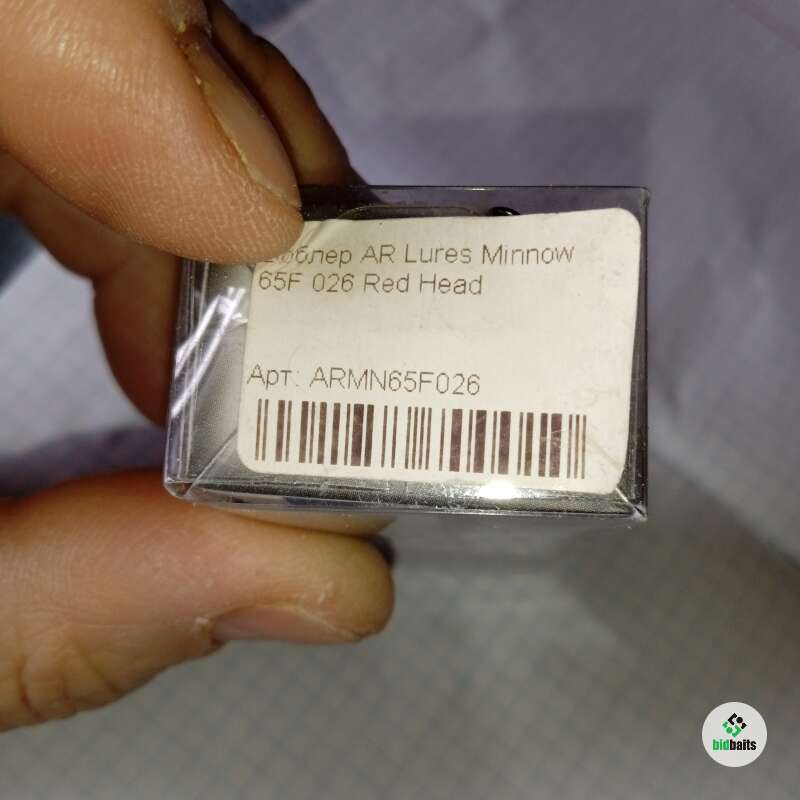 Воблер AR Lures Minnow
65F 026 Red Head
Арт: ARMN65F026
bidbaits